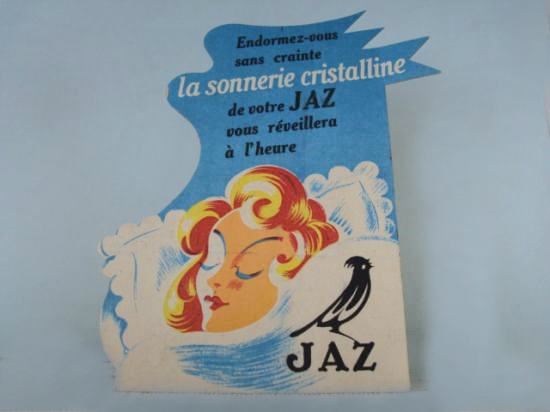 Endormez-vous
sans crainte
la sonnerie cristalline
de votre JAZ
vous réveillera
à l'heure
JAZ